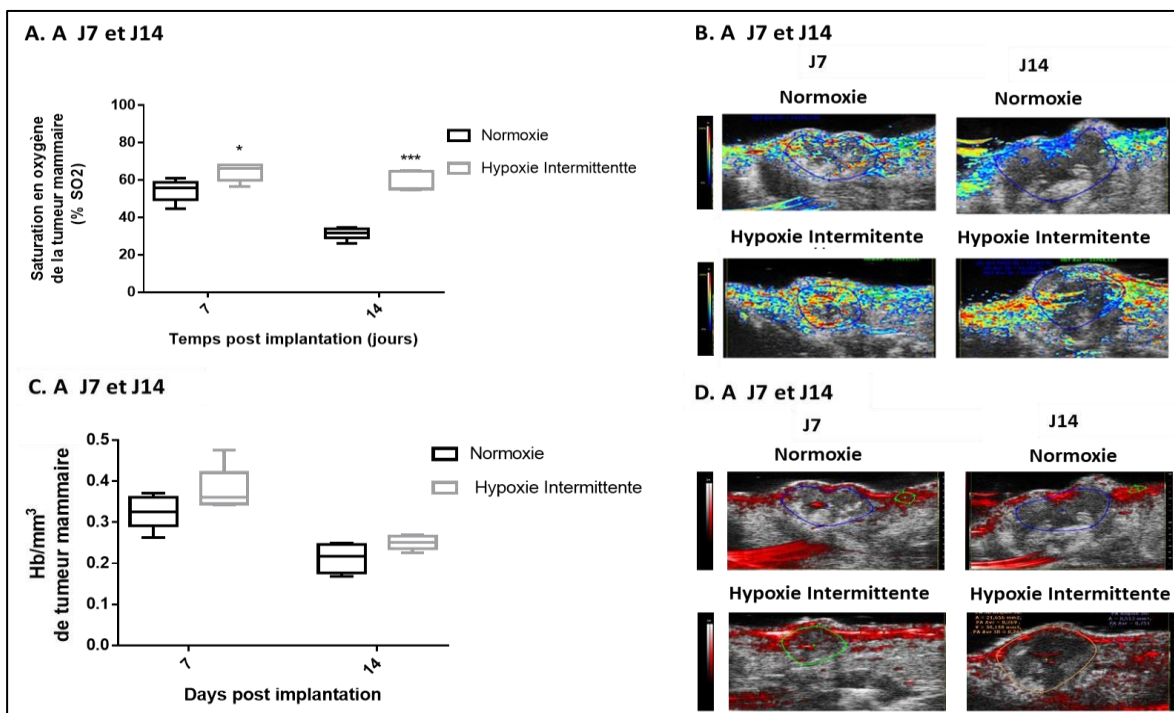 A. A J7 et J14
100
80
60
40
20
0
Saturation en oxygène
de la tumeur mammaire
(% SO2)
*
***
Normoxie
Hypoxie Intermittentte
7
14
Temps post implantation (jours)
B. A J7 et J14
J7
J14
Normoxie
Normoxie
Hypoxie Intermitente
Hypoxie Intermitente
C. A J7 et J14
0.5
0.4
0.3
0.2
0.1
0.0
Hb/mm³
de tumeur mammaire
Normoxie
Hypoxie Intermittente
7
14
Days post implantation
D. A J7 et J14
J7
J14
Normoxie
Normoxie
Hypoxie Intermittente
Hypoxie Intermittente